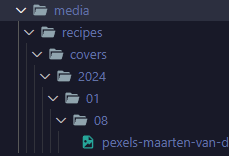 media
recipes
covers
2024
01
08
pexels-maarten-van-d